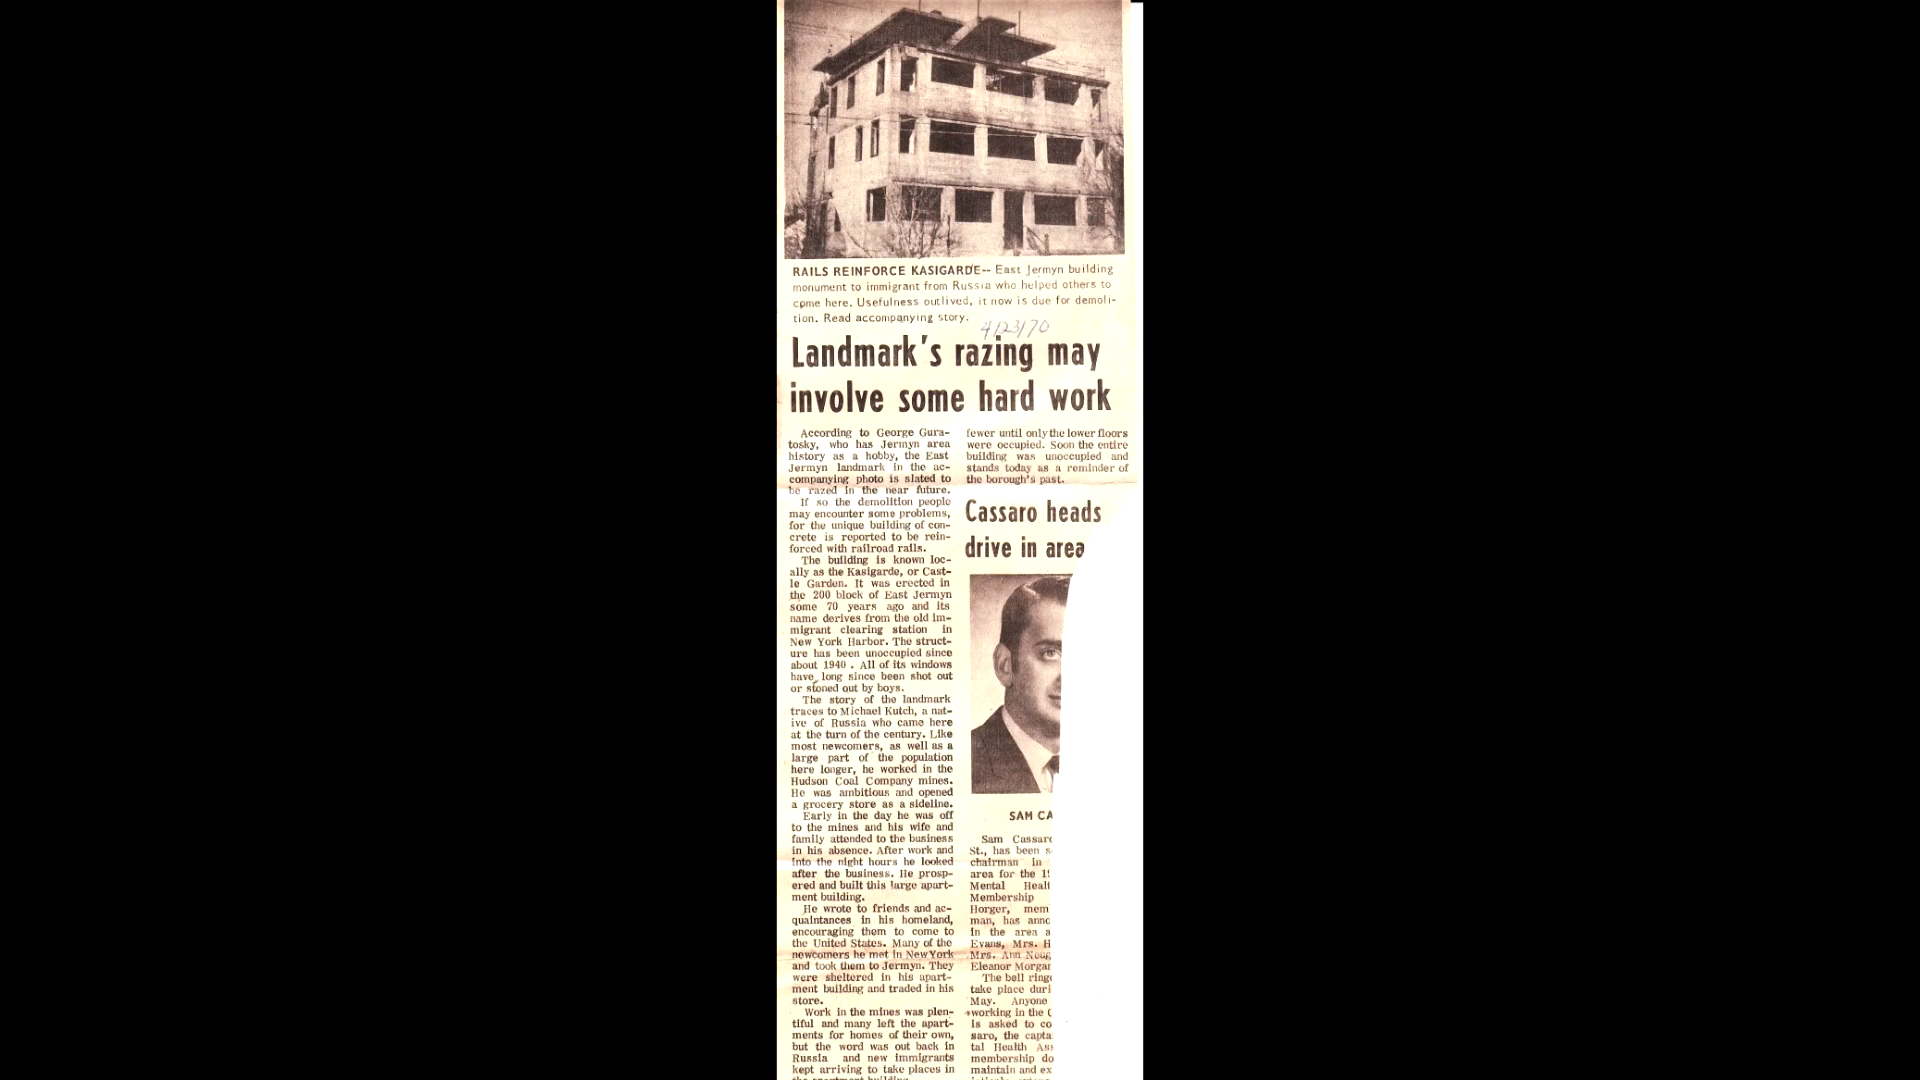 RAILS REINFORCE KASIGARDE-- East Jermyn building
monument to immigrant from Russia who helped others to
come here. Usefulness outlived, it now is due for demoli-
tion. Read accompanying story.
4/23/70
Landmark's razing may
involve some hard work
According to George Gura-
tosky, who has Jermyn area
history as a hobby, the East
Jermyn landmark in the ac-
companying photo is slated to
be razed in the near future.
If so the demolition people
may encounter some problems,
for the unique building of con-
crete is reported to be rein-
forced with railroad rails.
The building is known loc-
ally as the Kasigarde, or Cast-
le Garden. It was erected in
the 200 block of East Jermyn
some 70 years ago and its
name derives from the old im-
migrant clearing station in
New York Harbor. The struct-
ure has been unoccupied since
about 1940 . All of its windows
have long since been shot out
or stoned out by boys.
The story of the landmark
traces to Michael Kutch, a nat-
ive of Russia who came here
at the turn of the century. Like
most newcomers, as well as a
large part of the population
here longer, he worked in the
Hudson Coal Company mines.
He was ambitious and opened
a grocery store as a sideline.
Early in the day he was off
to the mines and his wife and
family attended to the business
in his absence. After work and
into the night hours he looked
after the business. He prosp-
ered and built this large apart-
ment building.
He wrote to friends and ac-
quaintances in his homeland,
encouraging them to come to
the United States. Many of the
newcomers he met in New York
and took them to Jermyn. They
were sheltered in his apart-
ment building and traded in his
store.
Work in the mines was plen-
tiful and many left the apart-
ments for homes of their own,
but the word was out back in
Russia and new immigrants
kept arriving to take places in
the apartment building.
fewer until only the lower floors
were occupied. Soon the entire
building was unoccupied and
stands today as a reminder of
the borough's past.
Cassaro heads
drive in area
SAM CA
Sam Cassaro
St., has been s
chairman in
area for the 19
Mental Healt
Membership
Horger, mem
man, has anno
in the area a
Evans, Mrs. H
Mrs. Ann Noug
Eleanor Morgan
The bell ringe
take place duri
May. Anyone
working in the C
is asked to co
saro, the capta
tal Health Ass
membership do
maintain and ex